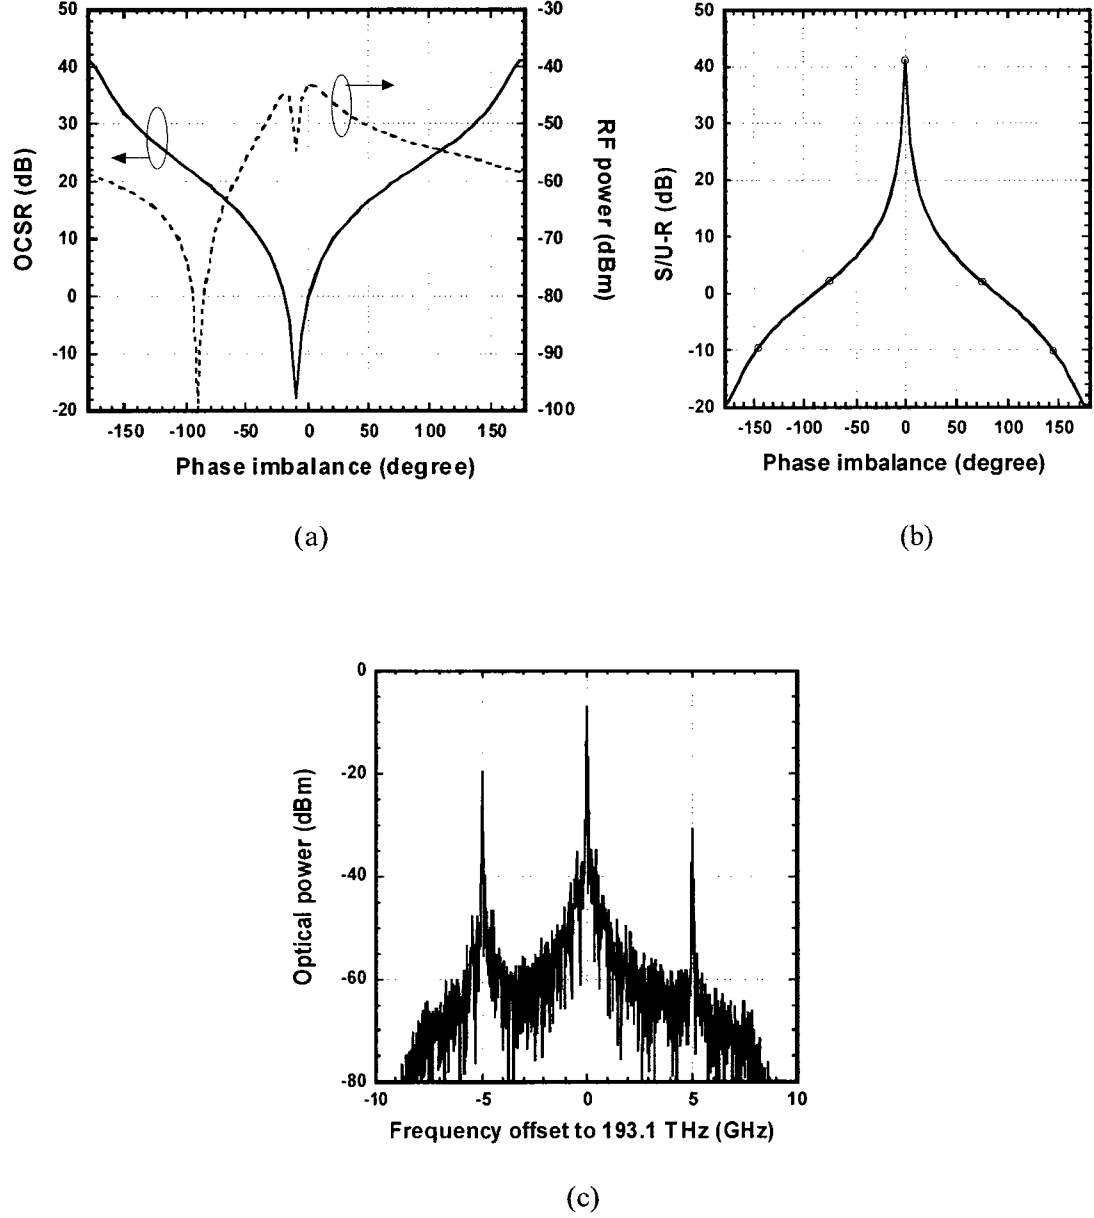 50
40
30
20
10
0
-10
-20
OCSR (dB)
-30
-40
-50
-60
-70
-80
-90
-100
RF power (dBm)
-150 -100 -50 0 50 100 150
Phase imbalance (degree)
(a)
50
40
30
20
10
0
-10
-20
S/U-R (dB)
-150 -100 -50 0 50 100 150
Phase imbalance (degree)
(b)
0
-20
-40
-60
-80
Optical power (dBm)
-10 -5 0 5 10
Frequency offset to 193.1 THz (GHz)
(c)